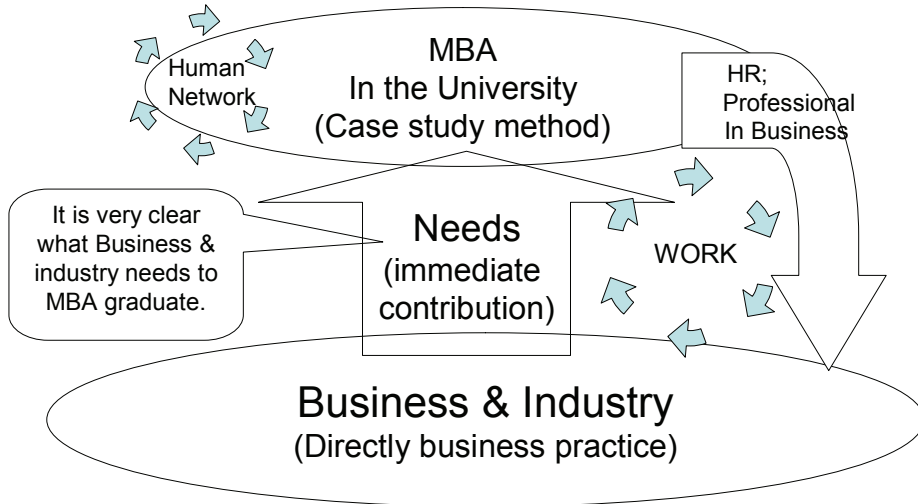 MBA
In the University
(Case study method)
Human
Network
HR;
Professional
In Business
It is very clear
what Business &
industry needs to
MBA graduate.
Needs
(immediate
contribution)
WORK
Business & Industry
(Directly business practice)